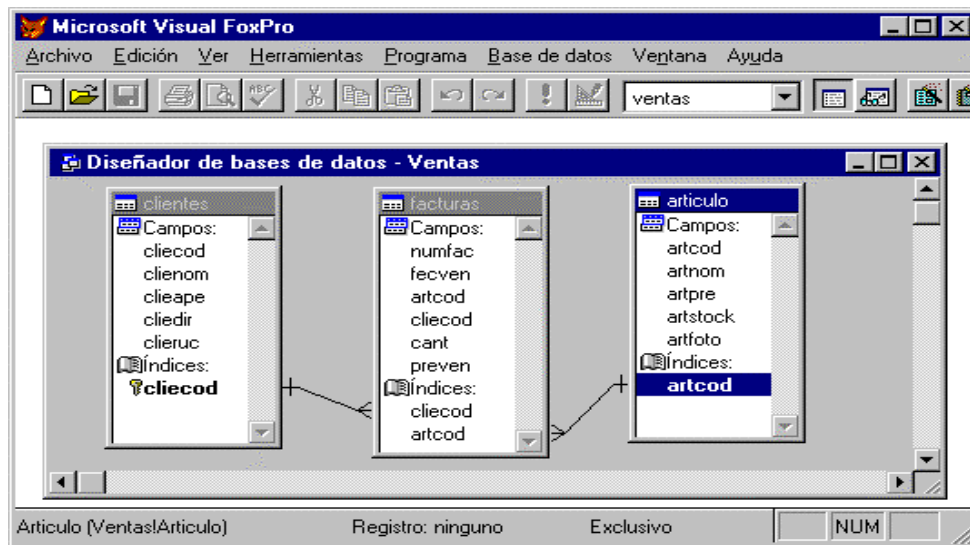 Microsoft Visual FoxPro
Archivo Edición Ver Herramientas Programa Base de datos Ventana Ayuda
ABC ventas
Diseñador de bases de datos - Ventas
clientes
Campos:
cliecod
clienom
clieape
cliedir
clieruc
Índices:
cliecod
facturas
Campos:
numfac
fecven
artcod
cliecod
cant
preven
Índices:
cliecod
artcod
articulo
Campos:
artcod
artnom
artpre
artstock
artfoto
Índices:
artcod
Articulo (Ventas!Articulo) Registro: ninguno Exclusivo NUM